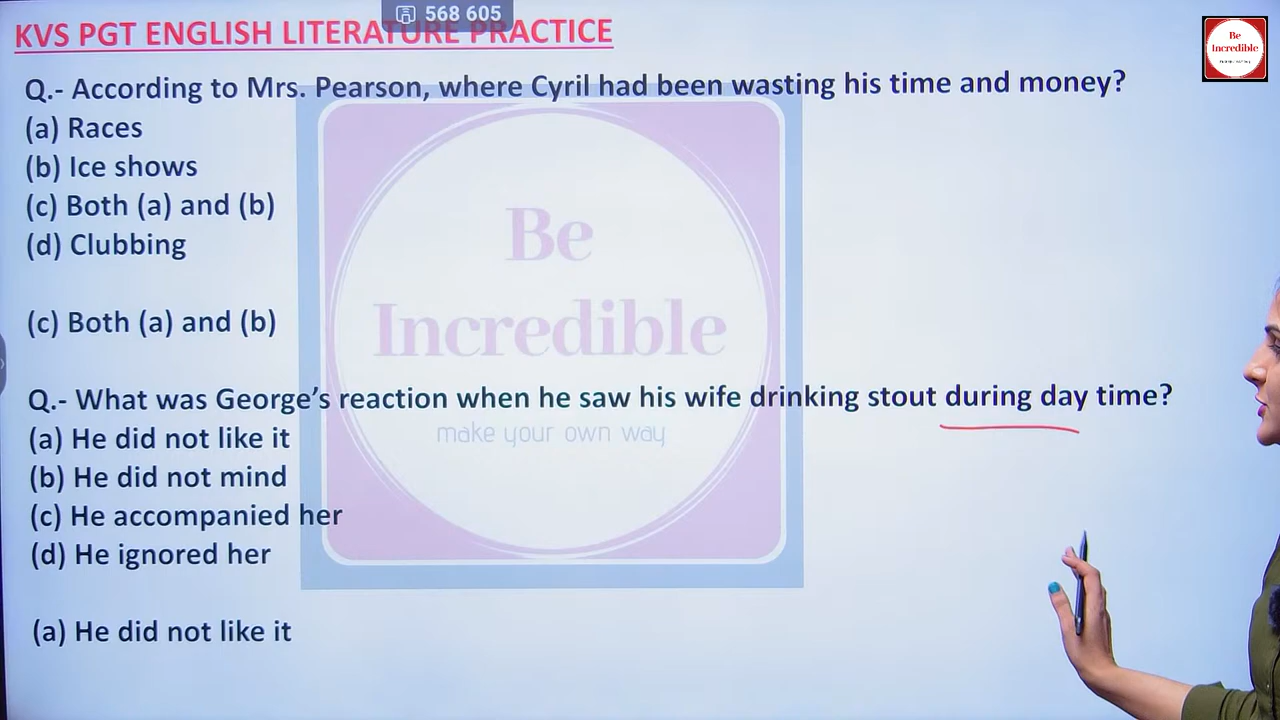 568 605
KVS PGT ENGLISH LITERATURE PRACTICE
Be
Incredible
Q.- According to Mrs. Pearson, where Cyril had been wasting his time and money?
(a) Races
(b) Ice shows
(c) Both (a) and (b)
(d) Clubbing
Be
Incredible
make your own way
(c) Both (a) and (b)
Q.- What was George's reaction when he saw his wife drinking stout during day time?
(a) He did not like it
(b) He did not mind
(c) He accompanied her
(d) He ignored her
(a) He did not like it